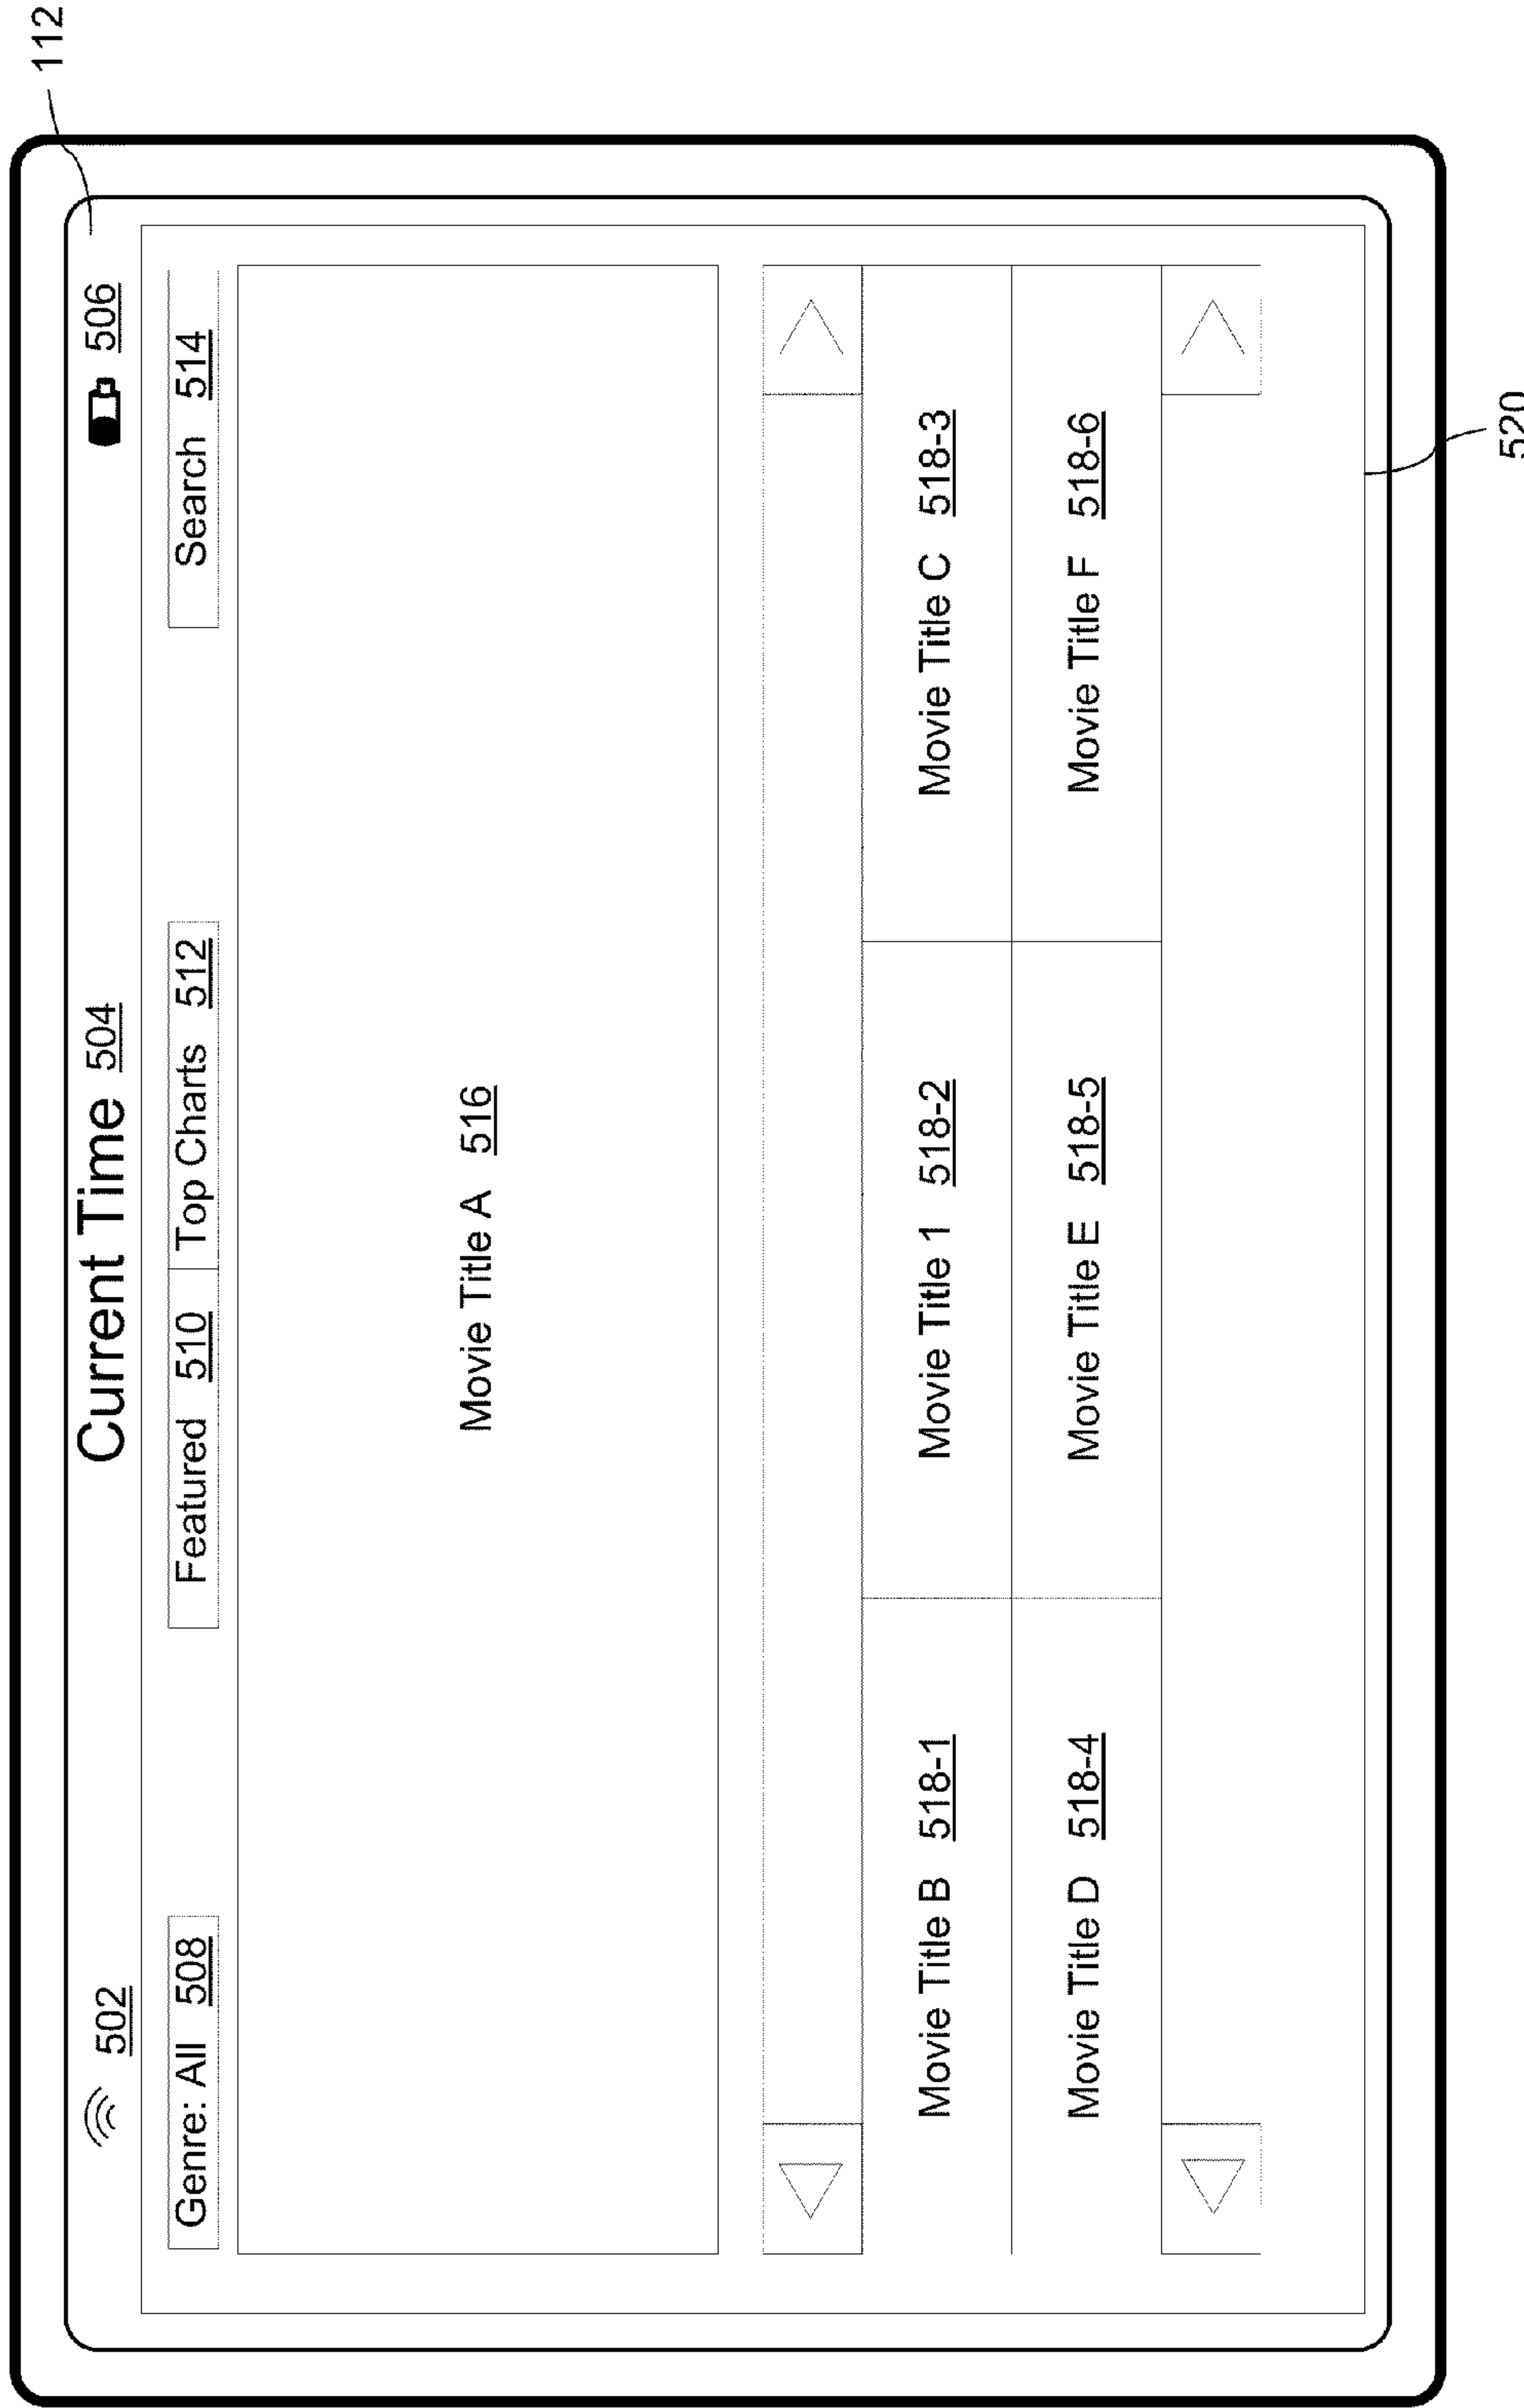 112
502
Current Time 504
506
Genre: All 508
Featured 510
Top Charts 512
Search 514
Movie Title A 516
Movie Title B 518-1
Movie Title 1 518-2
Movie Title C 518-3
Movie Title D 518-4
Movie Title E 518-5
Movie Title F 518-6
520